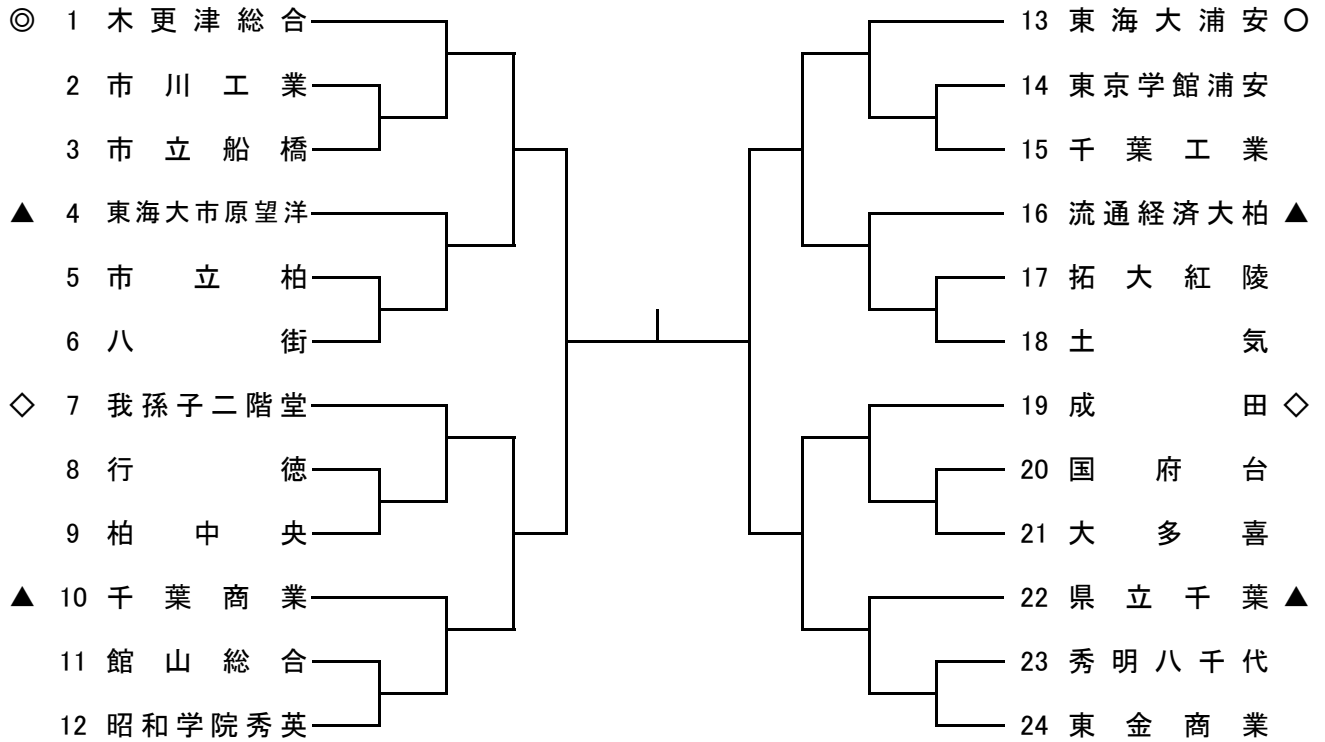 ◎ 1 木更津総合
2 市川工業
3 市立船橋
▲ 4 東海大市原望洋
5 市立柏
6 八街
◇ 7 我孫子二階堂
8 行徳
9 柏中央
▲ 10 千葉商業
11 館山総合
12 昭和学院秀英
13 東海大浦安 ○
14 東京学館浦安
15 千葉工業
16 流通経済大柏 ▲
17 拓大紅陵
18 土気
19 成田 ◇
20 国府台
21 大多喜
22 県立千葉 ▲
23 秀明八千代
24 東金商業